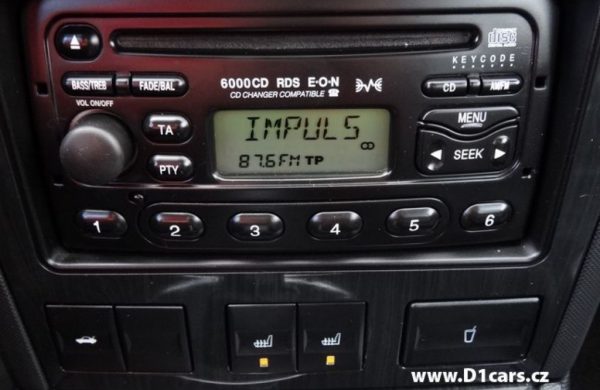 KEYCODE
BASS/TREB FADE/BAL 6000CD RDS E·O·N CD AM/FM
CD CHANGER COMPATIBLE
VOL ON/OFF
TA IMPULS MENU
CD
PTY 87.6FM TP SEEK
1 2 3 4 5 6
www.D1cars.cz